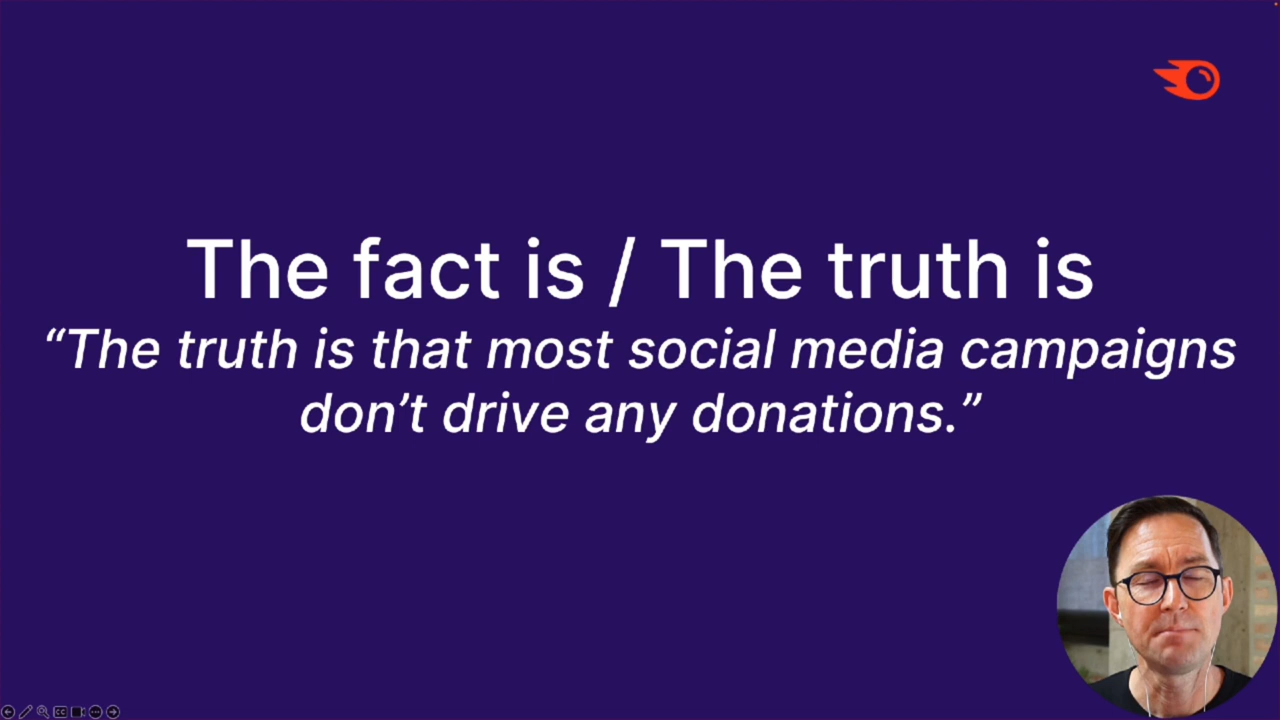 The fact is / The truth is
“The truth is that most social media campaigns
don’t drive any donations.”